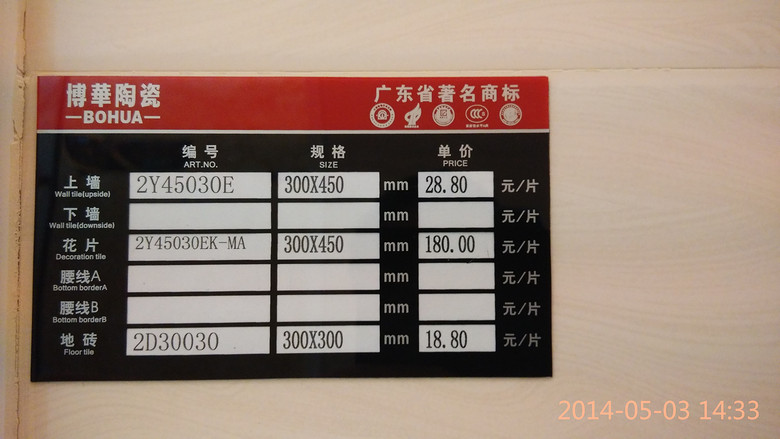 博華陶瓷 广东省著名商标
BOHUA
编号 规格 单价
ART.NO. SIZE PRICE
上墙 2Y45030E 300X450 mm 28.80 元/片
Wall tile(upside)
下墙 mm 元/片
Wall tile(downside)
花片 2Y45030EK-MA 300X450 mm 180.00 元/片
Decoration tile
腰线A mm 元/片
Bottom borderA
腰线B mm 元/片
Bottom borderB
地砖 2D30030 300X300 mm 18.80 元/片
Floor tile
2014-05-03 14:33